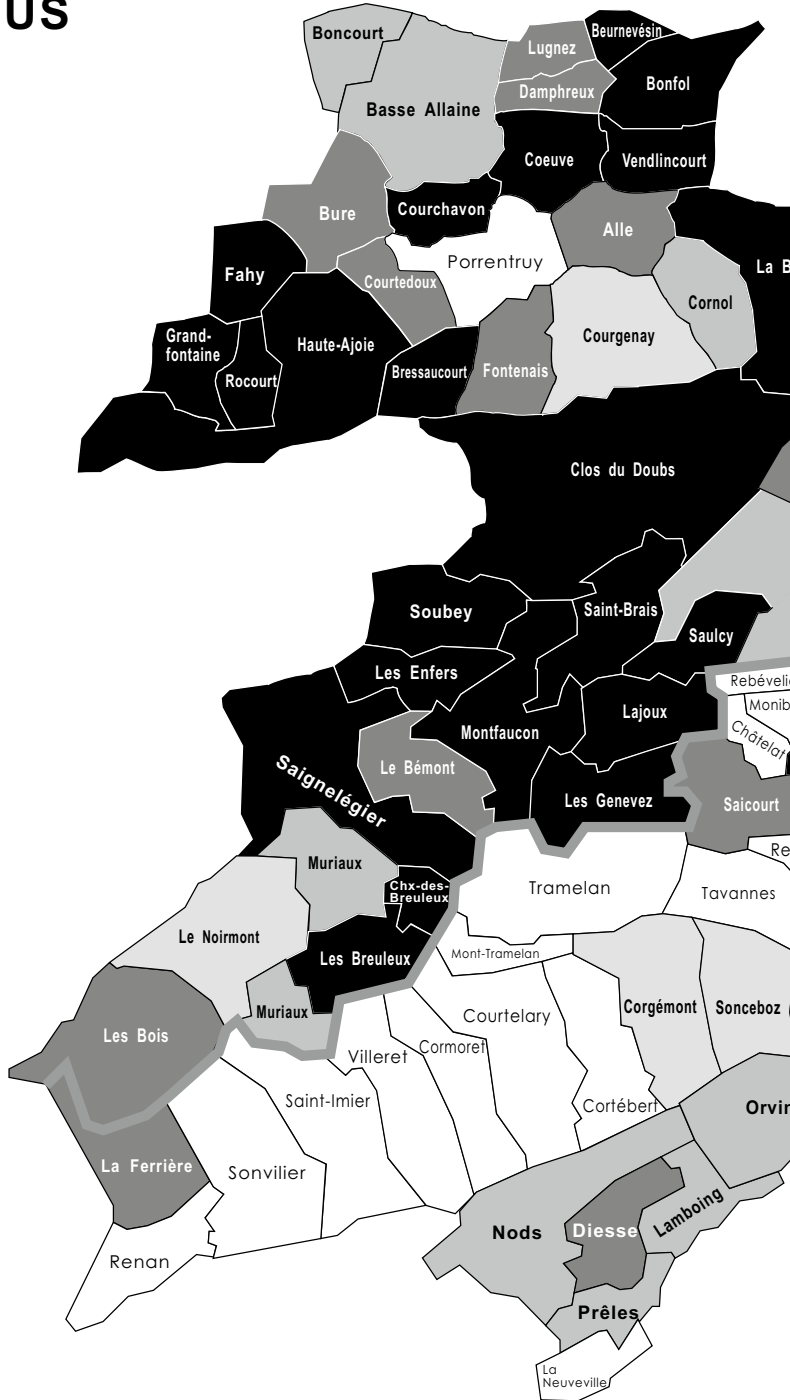 US
Boncourt
Beurnevésin
Lugnez
Bonfol
Damphreux
Basse Allaine
Coeuve
Vendlincourt
Courchavon
Bure
Alle
Porrentruy
La B
Fahy
Courtedoux
Cornol
Grand-
fontaine
Haute-Ajoie
Courgenay
Rocourt
Bressaucourt
Fontenais
Clos du Doubs
Soubey
Saint-Brais
Saulcy
Les Enfers
Rebéveli
Monib
Lajoux
Montfaucon
Châtelat
Le Bémont
Saignelégier
Les Genevez
Saicourt
Re
Muriaux
Chx-des-
Breuleux
Tramelan
Tavannes
Le Noirmont
Les Breuleux
Mont-Tramelan
Muriaux
Corgémont
Sonceboz
Courtelary
Les Bois
Cormoret
Villeret
Saint-Imier
Cortébert
Orvin
La Ferrière
Sonvilier
Lamboing
Nods
Diesse
Renan
Prêles
La
Neuveville